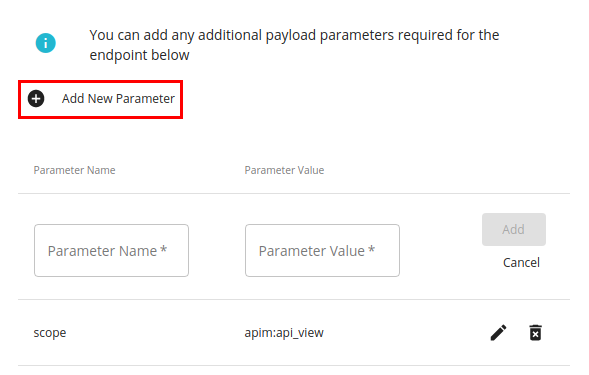 You can add any additional payload parameters required for the
endpoint below
Add New Parameter
Parameter Name Parameter Value
Parameter Name * Parameter Value * Add
Cancel
scope apim:api_view